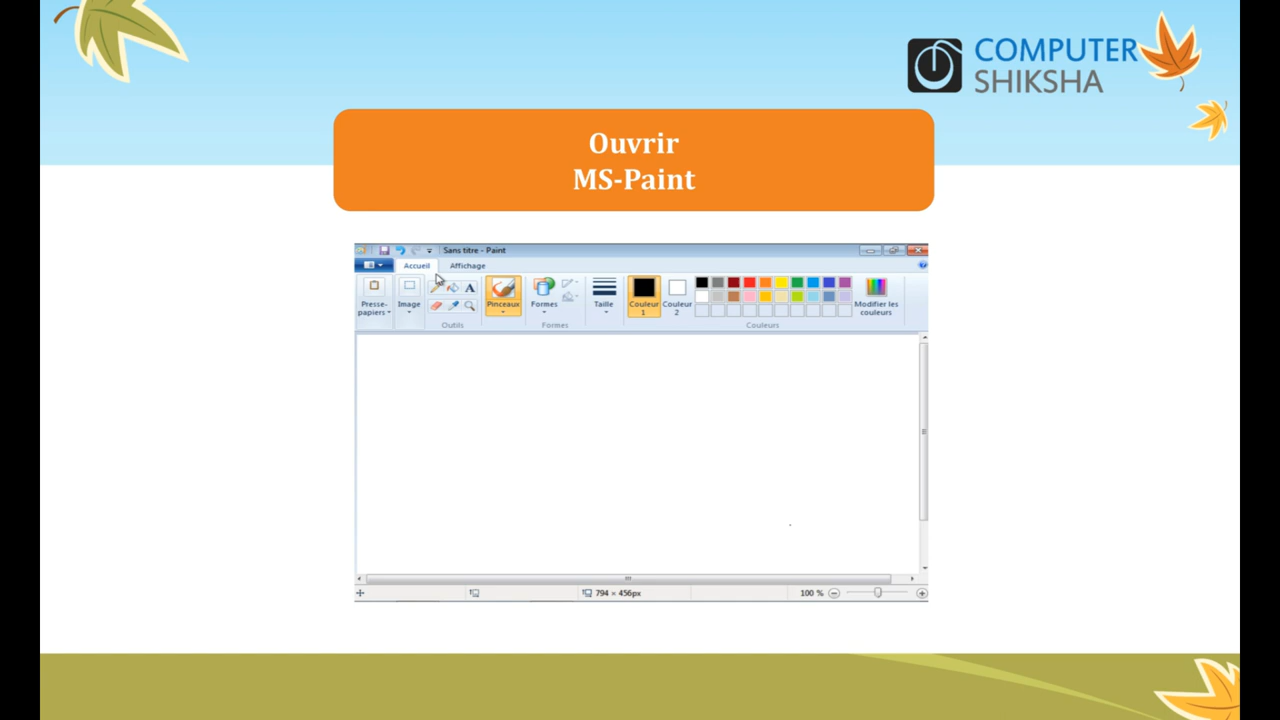 COMPUTER
SHIKSHA
Ouvrir
MS-Paint
Sans titre - Paint
Accueil Affichage
Presse-
papiers
Image
Outils
Pinceaux
Formes
Formes
Taille
Couleur
1
Couleur
2
Modifier les
couleurs
Couleurs
794 × 456px
100 %